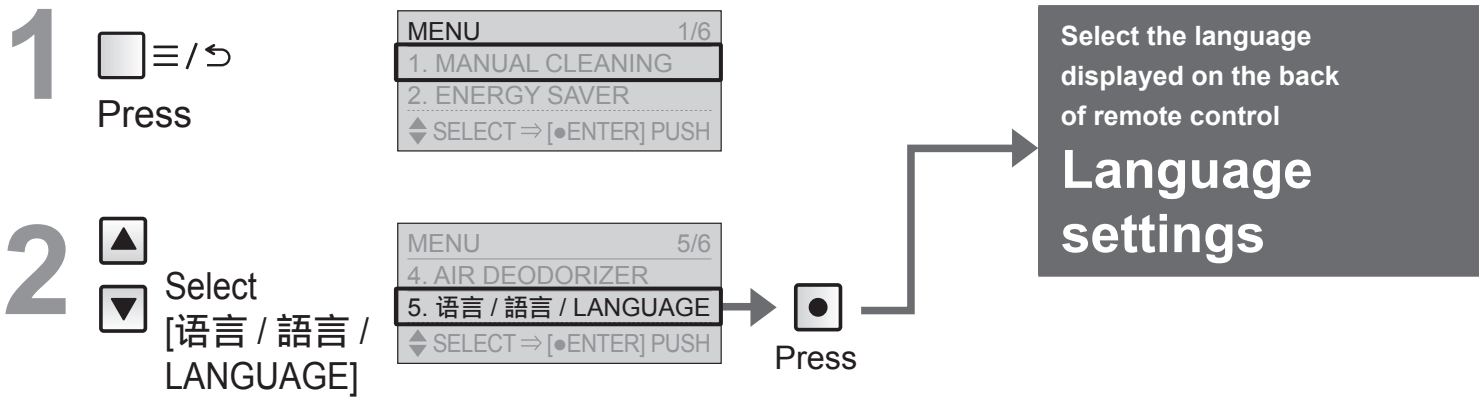 1
≡/⮌
Press
MENU 1/6
1. MANUAL CLEANING
2. ENERGY SAVER
SELECT ⇒ [●ENTER] PUSH
Select the language
displayed on the back
of remote control
Language
settings
2
▲
▼
Select
[语言 / 語言 /
LANGUAGE]
MENU 5/6
4. AIR DEODORIZER
5. 语言 / 語言 / LANGUAGE
SELECT ⇒ [●ENTER] PUSH
Press